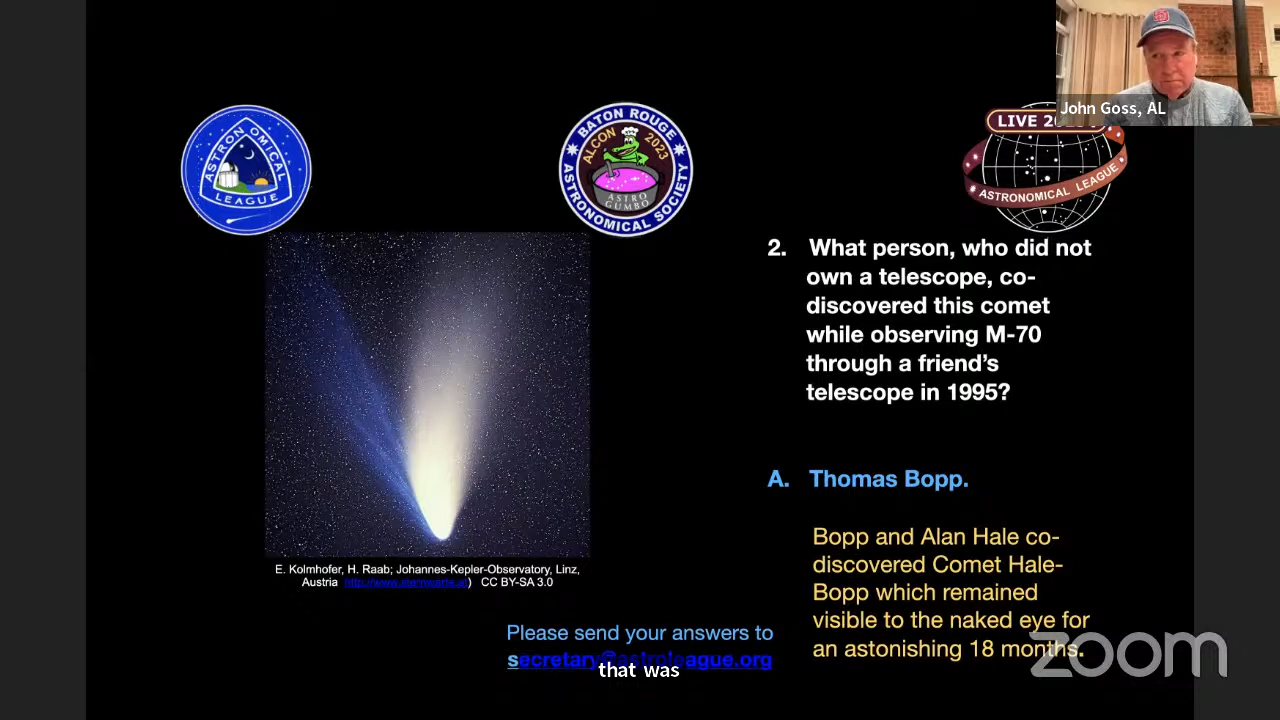 John Goss, AL
ASTRONOMICAL
LEAGUE
BATON ROUGE
ALCON 2023
ASTRO
GUMBO
ASTRONOMICAL SOCIETY
LIVE
ASTRONOMICAL LEAGUE
2. What person, who did not
own a telescope, co-
discovered this comet
while observing M-70
through a friend’s
telescope in 1995?
A. Thomas Bopp.
Bopp and Alan Hale co-
discovered Comet Hale-
Bopp which remained
visible to the naked eye for
an astonishing 18 months.
E. Kolmhofer, H. Raab; Johannes-Kepler-Observatory, Linz,
Austria CC BY-SA 3.0
Please send your answers to
secretary@astroleague.org
that was
zoom